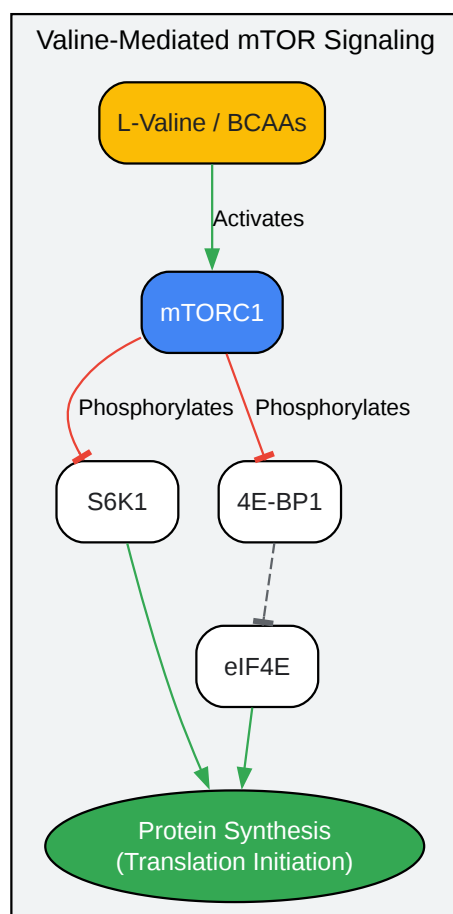 Valine-Mediated mTOR Signaling
L-Valine / BCAAs
Activates
mTORC1
Phosphorylates
Phosphorylates
S6K1
4E-BP1
eIF4E
Protein Synthesis
(Translation Initiation)